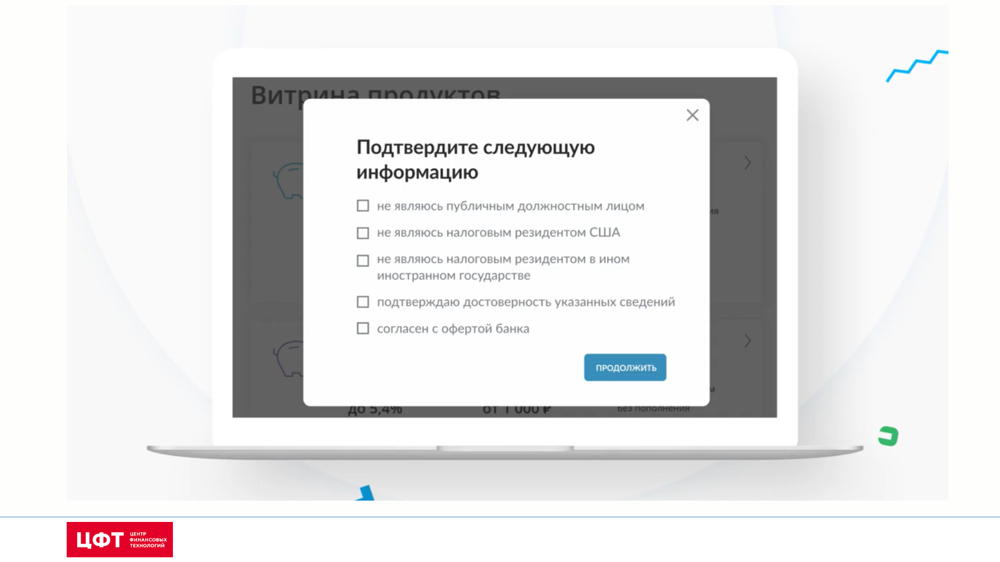 Витрина продуктов
Подтвердите следующую
информацию
не являюсь публичным должностным лицом
не являюсь налоговым резидентом США
не являюсь налоговым резидентом в ином
иностранном государстве
подтверждаю достоверность указанных сведений
согласен с офертой банка
ПРОДОЛЖИТЬ
до 5,4% от 1 000 ₽ Без пополнения
ЦФТ
ЦЕНТР
ФИНАНСОВЫХ
ТЕХНОЛОГИЙ